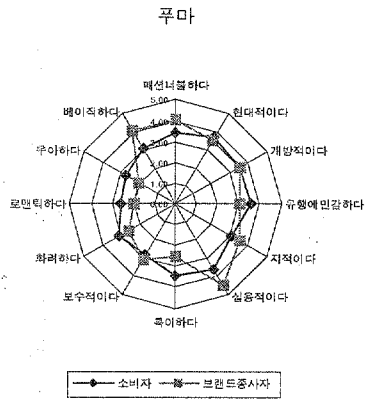 푸마
패션너블하다
현대적이다
개방적이다
유행에민감하다
지적이다
실용적이다
특이하다
보수적이다
화려하다
로맨틱하다
우아하다
베이직하다
5.00
4.00
3.00
2.00
1.00
0.00
소비자
브랜드종사자